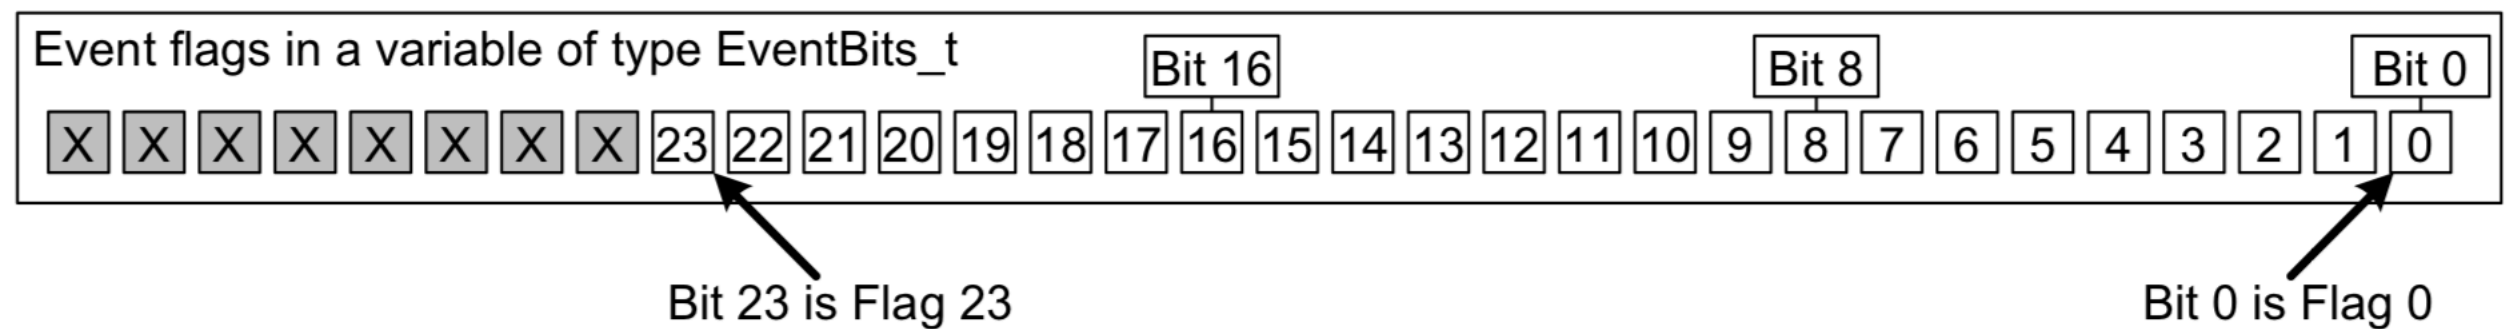 Event flags in a variable of type EventBits_t
Bit 16
Bit 8
Bit 0
X X X X X X X X 23 22 21 20 19 18 17 16 15 14 13 12 11 10 9 8 7 6 5 4 3 2 1 0
Bit 23 is Flag 23
Bit 0 is Flag 0